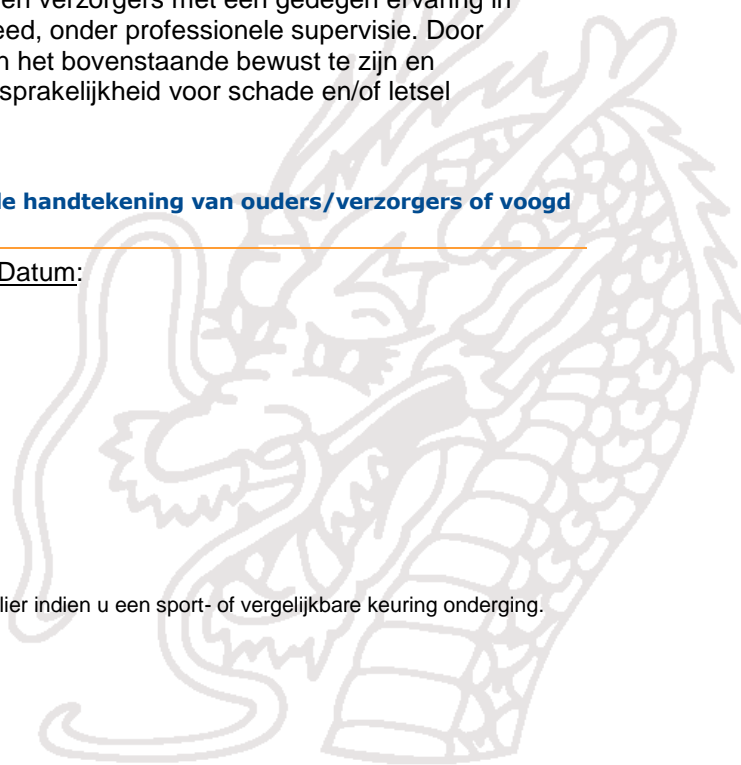 en verzorgers met een gedegen ervaring in
eed, onder professionele supervisie. Door
n het bovenstaande bewust te zijn en
sprakelijkheid voor schade en/of letsel
de handtekening van ouders/verzorgers of voogd
Datum:
lier indien u een sport- of vergelijkbare keuring onderging.